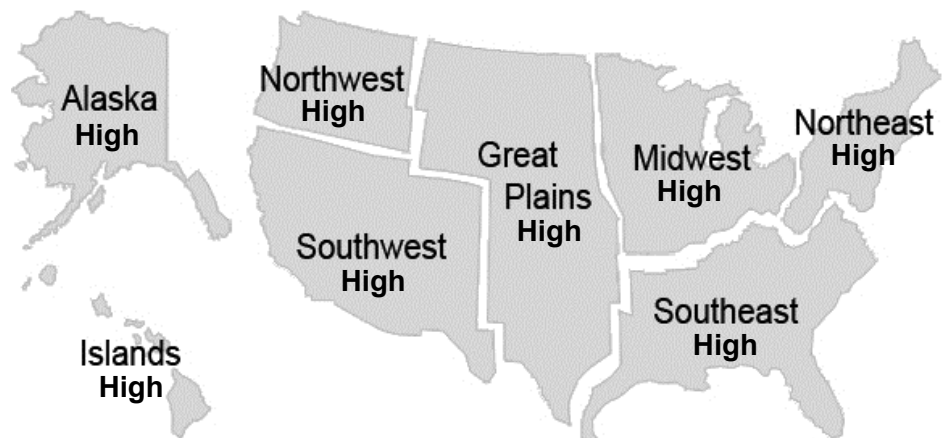 Alaska
High
Northwest
High
Great
Plains
High
Midwest
High
Northeast
High
Southwest
High
Southeast
High
Islands
High